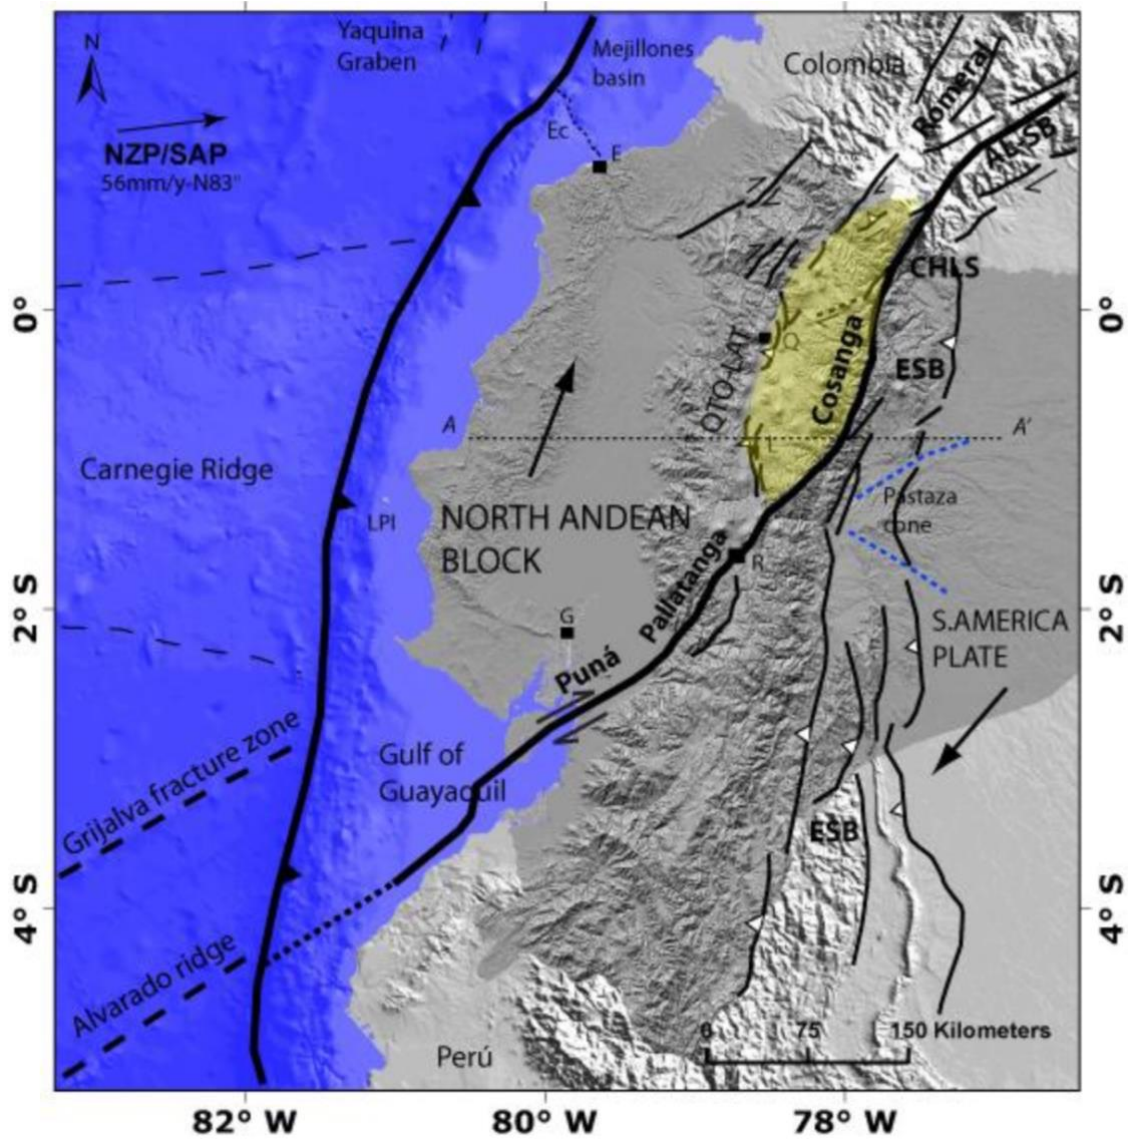 Yaquina
Graben
Mejillones
basin
Colombia
Romeral
N
NZP/SAP
56mm/y-N83°
Ec
E
AL-SB
CHLS
0°
0°
Q
QTO-LAT
Cosanga
ESB
A
A'
L
Carnegie Ridge
LPI
NORTH ANDEAN
BLOCK
Pastaza
cone
R
Pallatanga
2° S
2° S
G
Puná
S.AMERICA
PLATE
Grijalva fracture zone
Gulf of
Guayaquil
ESB
4° S
4° S
Alvarado ridge
Perú
0 75 150 Kilometers
82° W 80° W 78° W